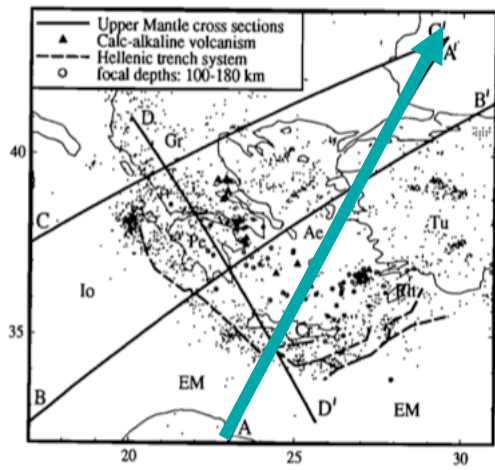 Upper Mantle cross sections
Calc-alkaline volcanism
Hellenic trench system
focal depths: 100-180 km
C'
A'
B'
D
Gr
40
C
Pe
Ae
Tu
Io
Rh
35
Cr
EM
B
D'
EM
A
20
25
30